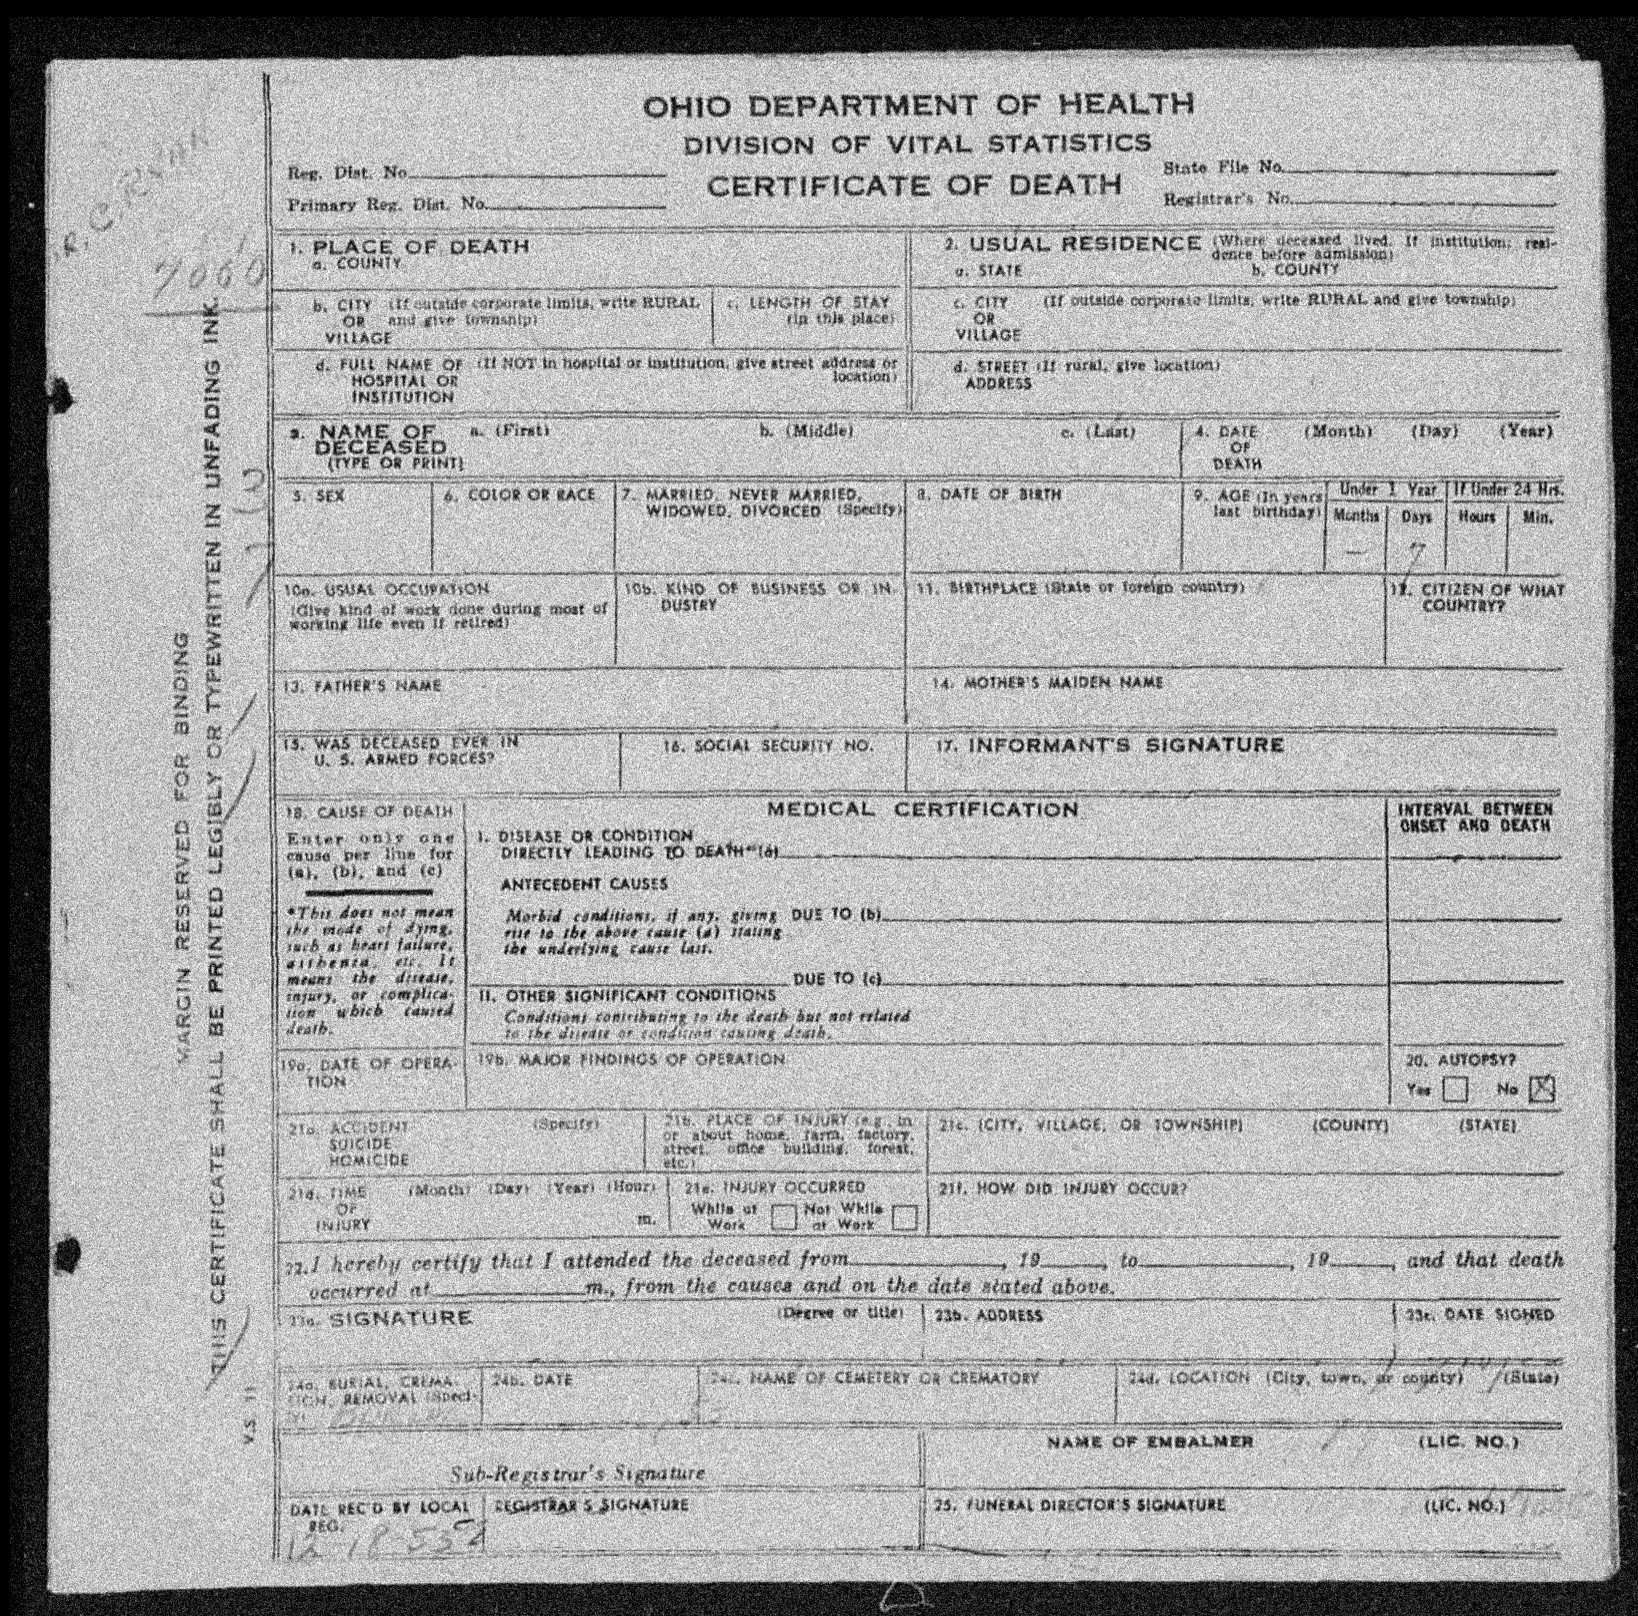 OHIO DEPARTMENT OF HEALTH
DIVISION OF VITAL STATISTICS
CERTIFICATE OF DEATH
Reg. Dist. No.
Primary Reg. Dist. No.
State File No.
Registrar's No.
7060
MARGIN RESERVED FOR BINDING
THIS CERTIFICATE SHALL BE PRINTED LEGIBLY OR TYPEWRITTEN IN UNFADING INK.
V.S. 11
1. PLACE OF DEATH
a. COUNTY
2. USUAL RESIDENCE (Where deceased lived. If institution: resi-
dence before admission)
a. STATE b. COUNTY
b. CITY (If outside corporate limits, write RURAL
OR and give township)
VILLAGE
c. LENGTH OF STAY
(in this place)
c. CITY (If outside corporate limits, write RURAL and give township)
OR
VILLAGE
d. FULL NAME OF (If NOT in hospital or institution, give street address or
HOSPITAL OR location)
INSTITUTION
d. STREET (If rural, give location)
ADDRESS
3. NAME OF a. (First) b. (Middle) c. (Last)
DECEASED
(TYPE OR PRINT)
4. DATE (Month) (Day) (Year)
OF
DEATH
5. SEX
6. COLOR OR RACE
7. MARRIED, NEVER MARRIED,
WIDOWED, DIVORCED (Specify)
8. DATE OF BIRTH
9. AGE (In years
last birthday)
Under 1 Year
Months Days
— 7
If Under 24 Hrs.
Hours Min.
10a. USUAL OCCUPATION
(Give kind of work done during most of
working life even if retired)
10b. KIND OF BUSINESS OR IN-
DUSTRY
11. BIRTHPLACE (State or foreign country)
12. CITIZEN OF WHAT
COUNTRY?
13. FATHER'S NAME
14. MOTHER'S MAIDEN NAME
15. WAS DECEASED EVER IN
U. S. ARMED FORCES?
16. SOCIAL SECURITY NO.
17. INFORMANT'S SIGNATURE
18. CAUSE OF DEATH
Enter only one
cause per line for
(a), (b), and (c)
*This does not mean
the mode of dying,
such as heart failure,
asthenia, etc. It
means the disease,
injury, or complica-
tion which caused
death.
MEDICAL CERTIFICATION
INTERVAL BETWEEN
ONSET AND DEATH
I. DISEASE OR CONDITION
DIRECTLY LEADING TO DEATH*(a)
ANTECEDENT CAUSES
Morbid conditions, if any, giving DUE TO (b)
rise to the above cause (a) stating
the underlying cause last.
DUE TO (c)
II. OTHER SIGNIFICANT CONDITIONS
Conditions contributing to the death but not related
to the disease or condition causing death.
19a. DATE OF OPERA-
TION
19b. MAJOR FINDINGS OF OPERATION
20. AUTOPSY?
Yes No X
21a. ACCIDENT (Specify)
SUICIDE
HOMICIDE
21b. PLACE OF INJURY (e.g. in
or about home, farm, factory,
street, office building, forest,
etc.)
21c. (CITY, VILLAGE, OR TOWNSHIP) (COUNTY) (STATE)
21d. TIME (Month) (Day) (Year) (Hour)
OF
INJURY m.
21e. INJURY OCCURRED
While at Not While
Work at Work
21f. HOW DID INJURY OCCUR?
22. I hereby certify that I attended the deceased from , 19 , to , 19 , and that death
occurred at m., from the causes and on the date stated above.
23a. SIGNATURE (Degree or title)
23b. ADDRESS
23c. DATE SIGNED
24a. BURIAL, CREMA-
TION, REMOVAL (Speci-
fy)
24b. DATE
24c. NAME OF CEMETERY OR CREMATORY
24d. LOCATION (City, town, or county) (State)
Sub-Registrar's Signature
NAME OF EMBALMER (LIC. NO.)
DATE REC'D BY LOCAL
REG.
12-18-53
REGISTRAR'S SIGNATURE
25. FUNERAL DIRECTOR'S SIGNATURE (LIC. NO.)